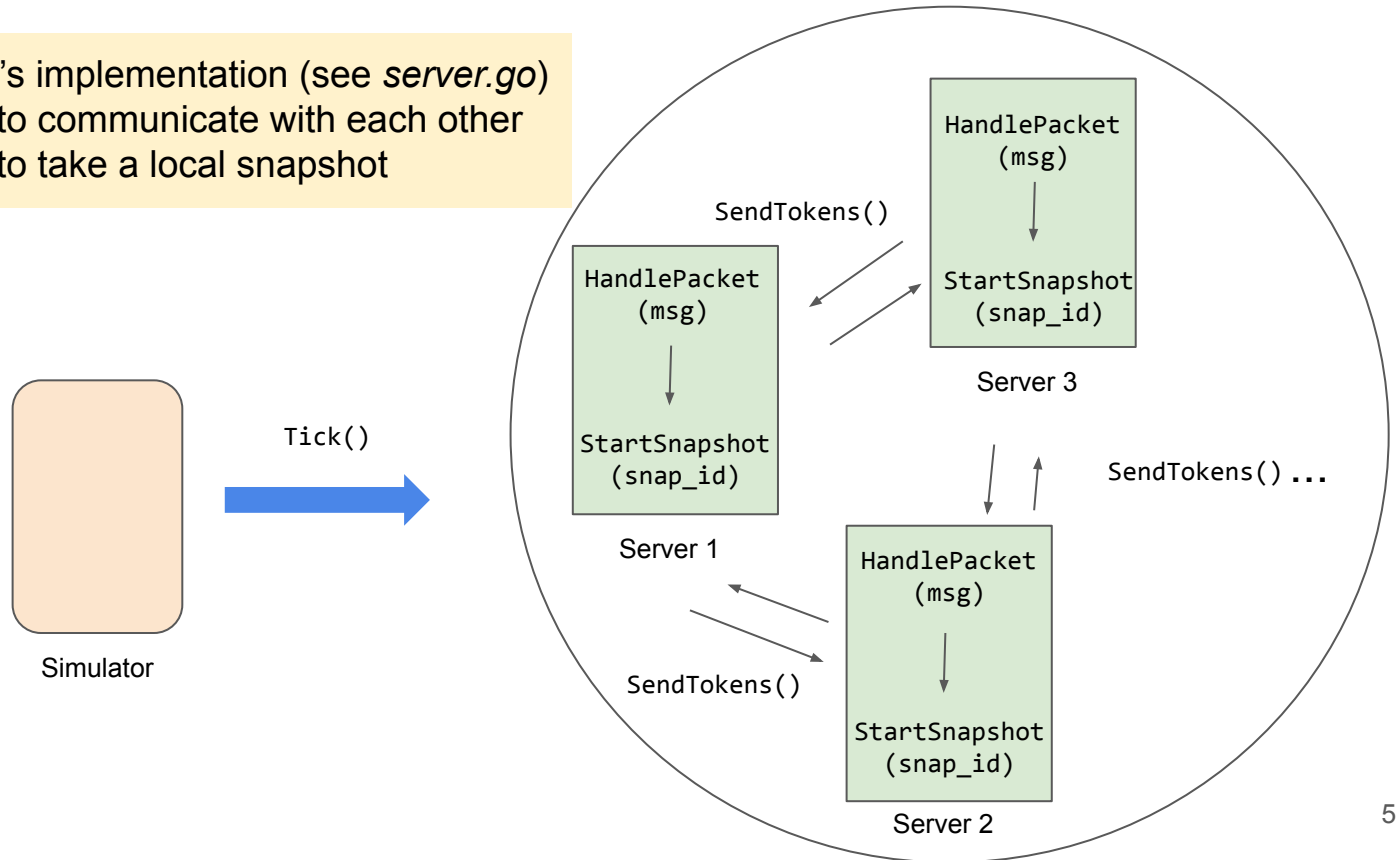 's implementation (see server.go)
to communicate with each other
to take a local snapshot
HandlePacket
(msg)
StartSnapshot
(snap_id)
Server 3
SendTokens()
HandlePacket
(msg)
StartSnapshot
(snap_id)
Server 1
Tick()
Simulator
SendTokens() ...
HandlePacket
(msg)
StartSnapshot
(snap_id)
Server 2
SendTokens()
5